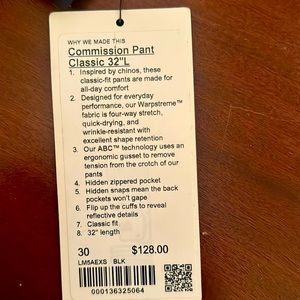 WHY WE MADE THIS
Commission Pant
Classic 32"L
1. Inspired by chinos, these
classic-fit pants are made for
all-day comfort
2. Designed for everyday
performance, our Warpstreme™
fabric is four-way stretch,
quick-drying, and
wrinkle-resistant with
excellent shape retention
3. Our ABC™ technology uses an
ergonomic gusset to remove
tension from the crotch of our
pants
4. Hidden zippered pocket
5. Hidden snaps mean the back
pockets won't gape
6. Flip up the cuffs to reveal
reflective details
7. Classic fit
8. 32" length
30 $128.00
LM5AEXS BLK
000136325064